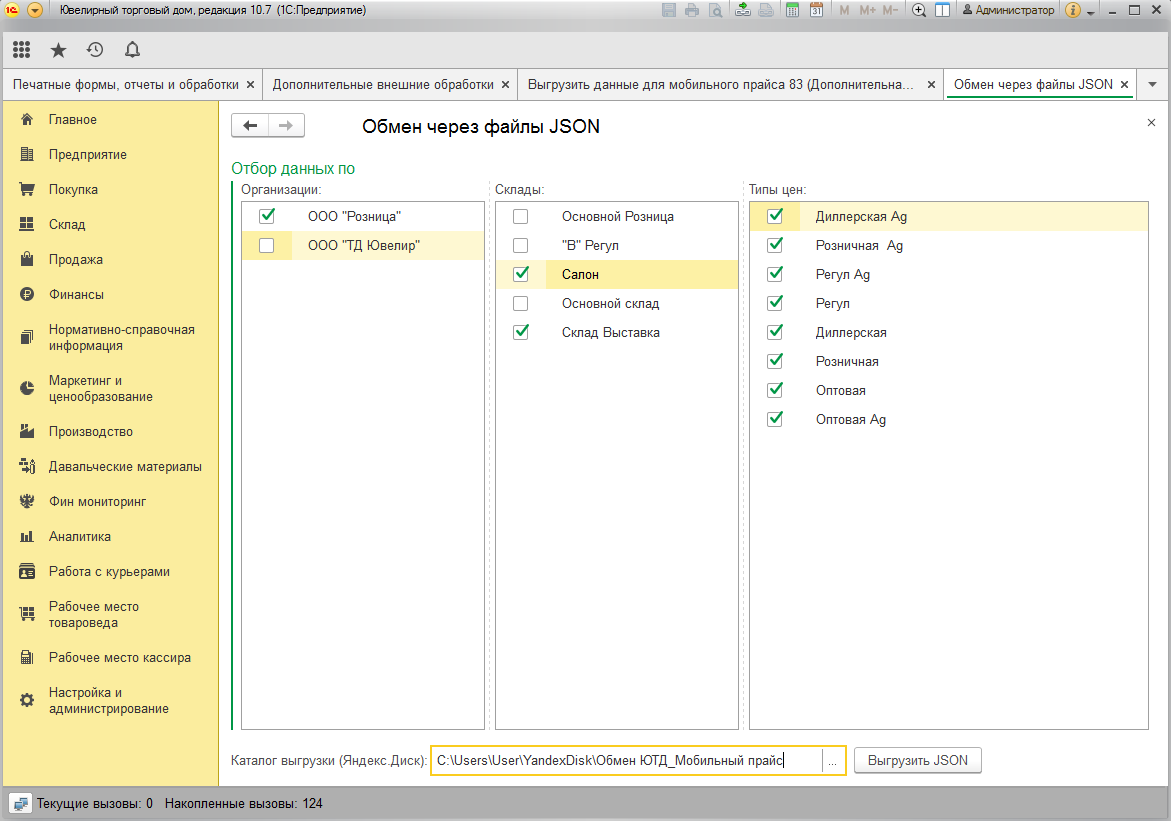 Ювелирный торговый дом, редакция 10.7 (1С:Предприятие)
M M+ M-
Администратор
Печатные формы, отчеты и обработки
Дополнительные внешние обработки
Выгрузить данные для мобильного прайса 83 (Дополнительна...
Обмен через файлы JSON
Главное
Предприятие
Покупка
Склад
Продажа
Финансы
Нормативно-справочная
информация
Маркетинг и
ценообразование
Производство
Давальческие материалы
Фин мониторинг
Аналитика
Работа с курьерами
Рабочее место
товароведа
Рабочее место кассира
Настройка и
администрирование
Обмен через файлы JSON
Отбор данных по
Организации:
ООО "Розница"
ООО "ТД Ювелир"
Склады:
Основной Розница
"В" Регул
Салон
Основной склад
Склад Выставка
Типы цен:
Диллерская Ag
Розничная Ag
Регул Ag
Регул
Диллерская
Розничная
Оптовая
Оптовая Ag
Каталог выгрузки (Яндекс.Диск):
C:\Users\User\YandexDisk\Обмен ЮТД_Мобильный прайс
...
Выгрузить JSON
Текущие вызовы: 0 Накопленные вызовы: 124